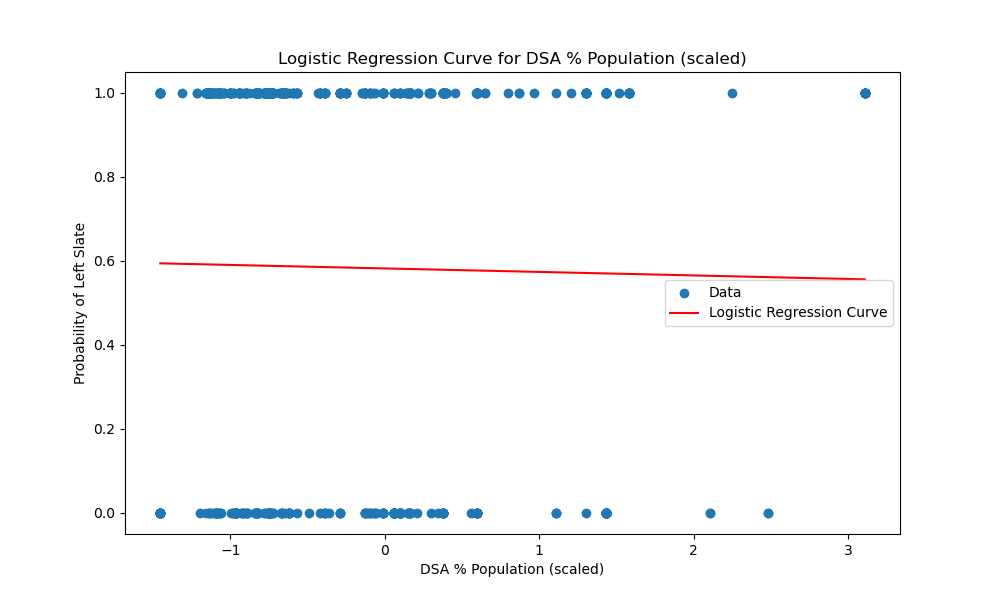 Logistic Regression Curve for DSA % Population (scaled)
Probability of Left Slate
1.0
0.8
0.6
0.4
0.2
0.0
Data
Logistic Regression Curve
−1
0
1
2
3
DSA % Population (scaled)